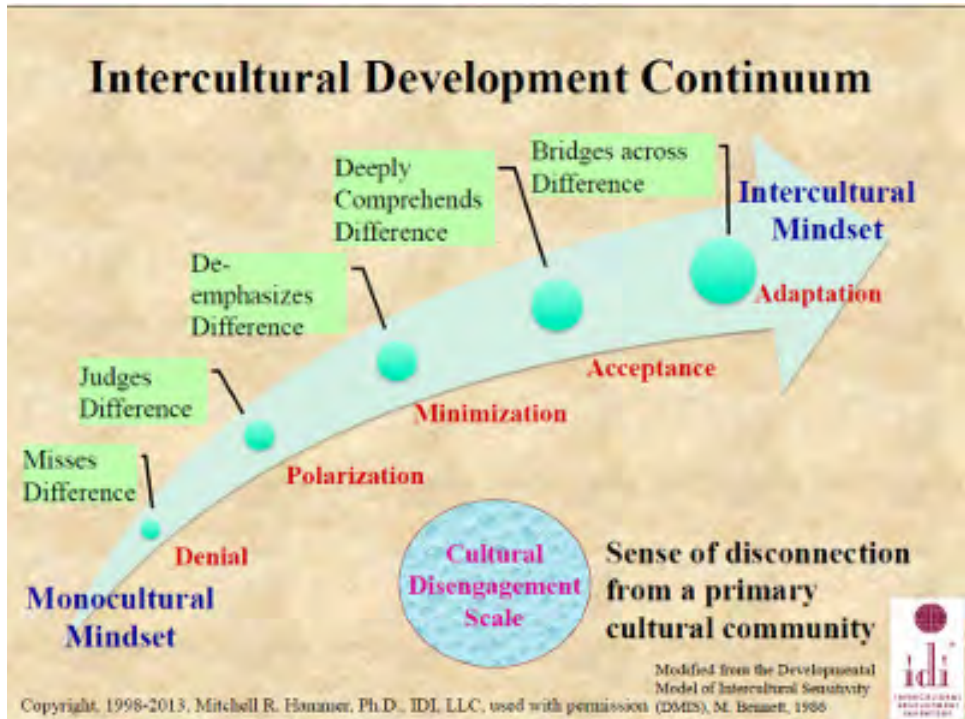 Intercultural Development Continuum
Bridges across
Difference
Deeply
Comprehends
Difference
Intercultural
Mindset
De-
emphasizes
Difference
Adaptation
Judges
Difference
Acceptance
Minimization
Misses
Difference
Polarization
Denial
Monocultural
Mindset
Cultural
Disengagement
Scale
Sense of disconnection
from a primary
cultural community
idi
INTERCULTURAL
DEVELOPMENT
INVENTORY
Modified from the Developmental
Model of Intercultural Sensitivity
(DMIS), M. Bennett, 1986
Copyright, 1998-2013, Mitchell R. Hammer, Ph.D., IDI, LLC, used with permission